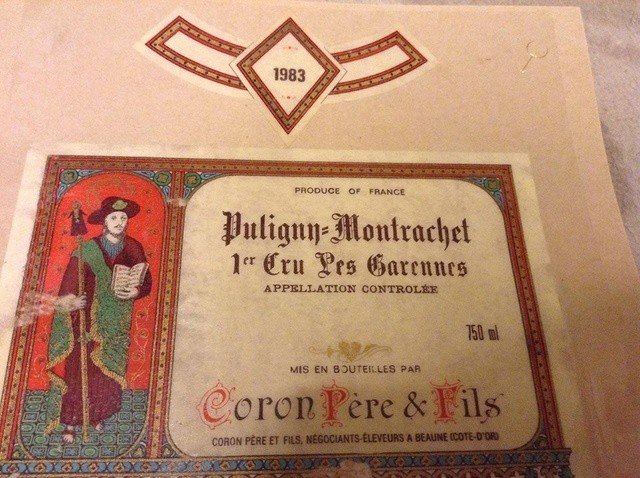 1983
PRODUCE OF FRANCE
Puligny-Montrachet
1er Cru Les Garennes
APPELLATION CONTROLÉE
750 ml
MIS EN BOUTEILLES PAR
Coron Père & Fils
CORON PÈRE ET FILS, NÉGOCIANTS-ÉLEVEURS A BEAUNE (COTE-D'OR)